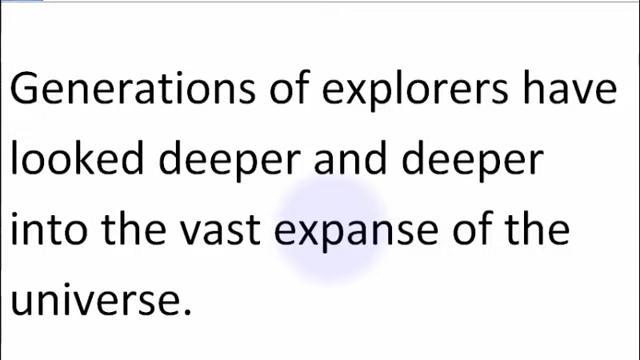 Generations of explorers have
looked deeper and deeper
into the vast expanse of the
universe.